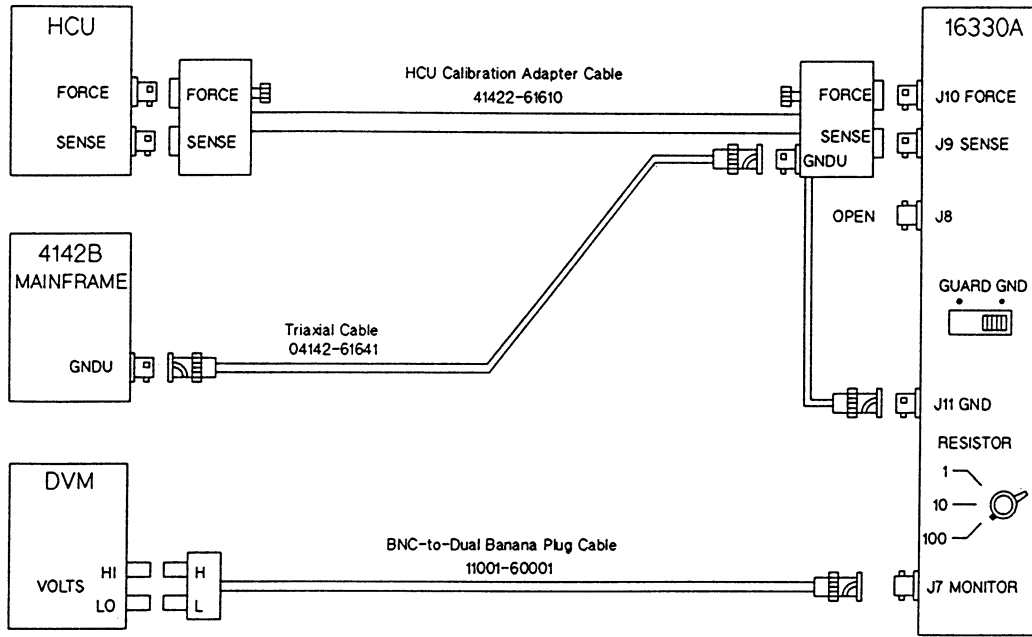 HCU
FORCE
SENSE
FORCE
SENSE
HCU Calibration Adapter Cable
41422-61610
FORCE
SENSE
GNDU
16330A
J10 FORCE
J9 SENSE
OPEN
J8
GUARD GND
4142B
MAINFRAME
GNDU
Triaxial Cable
04142-61641
J11 GND
RESISTOR
1
10
100
DVM
VOLTS
HI
LO
H
L
BNC-to-Dual Banana Plug Cable
11001-60001
J7 MONITOR